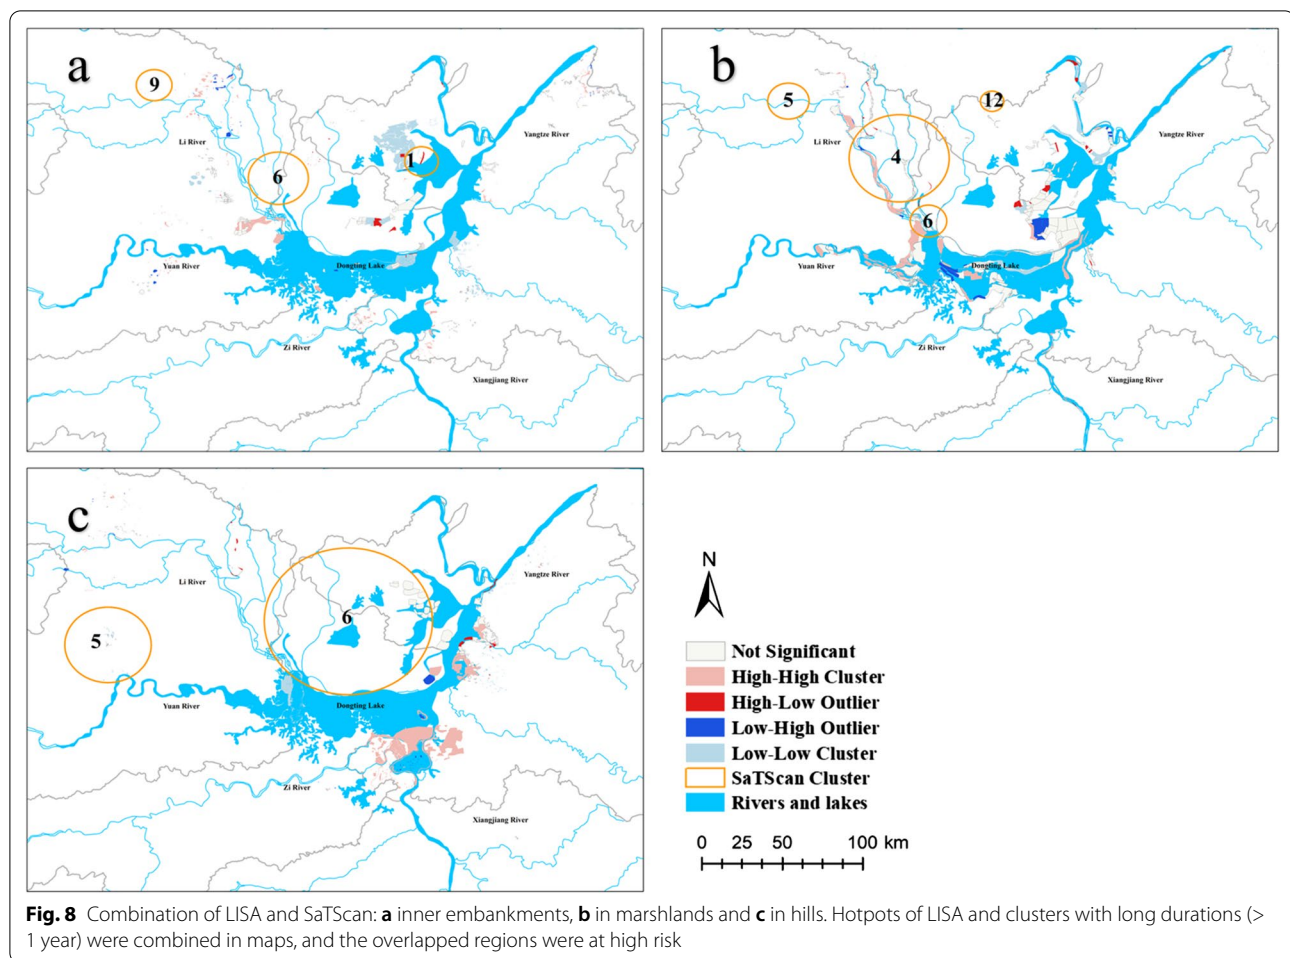 a
9
Li River
6
1
Yangtze River
Yuan River
Dongting Lake
Zi River
Xiangjiang River
b
5
12
Li River
4
6
Yangtze River
Yuan River
Dongting Lake
Zi River
Xiangjiang River
c
Li River
5
6
Yangtze River
Yuan River
Dongting Lake
Zi River
Xiangjiang River
N
Not Significant
High-High Cluster
High-Low Outlier
Low-High Outlier
Low-Low Cluster
SaTScan Cluster
Rivers and lakes
0 25 50 100 km
Fig. 8 Combination of LISA and SaTScan: a inner embankments, b in marshlands and c in hills. Hotpots of LISA and clusters with long durations (>
1 year) were combined in maps, and the overlapped regions were at high risk